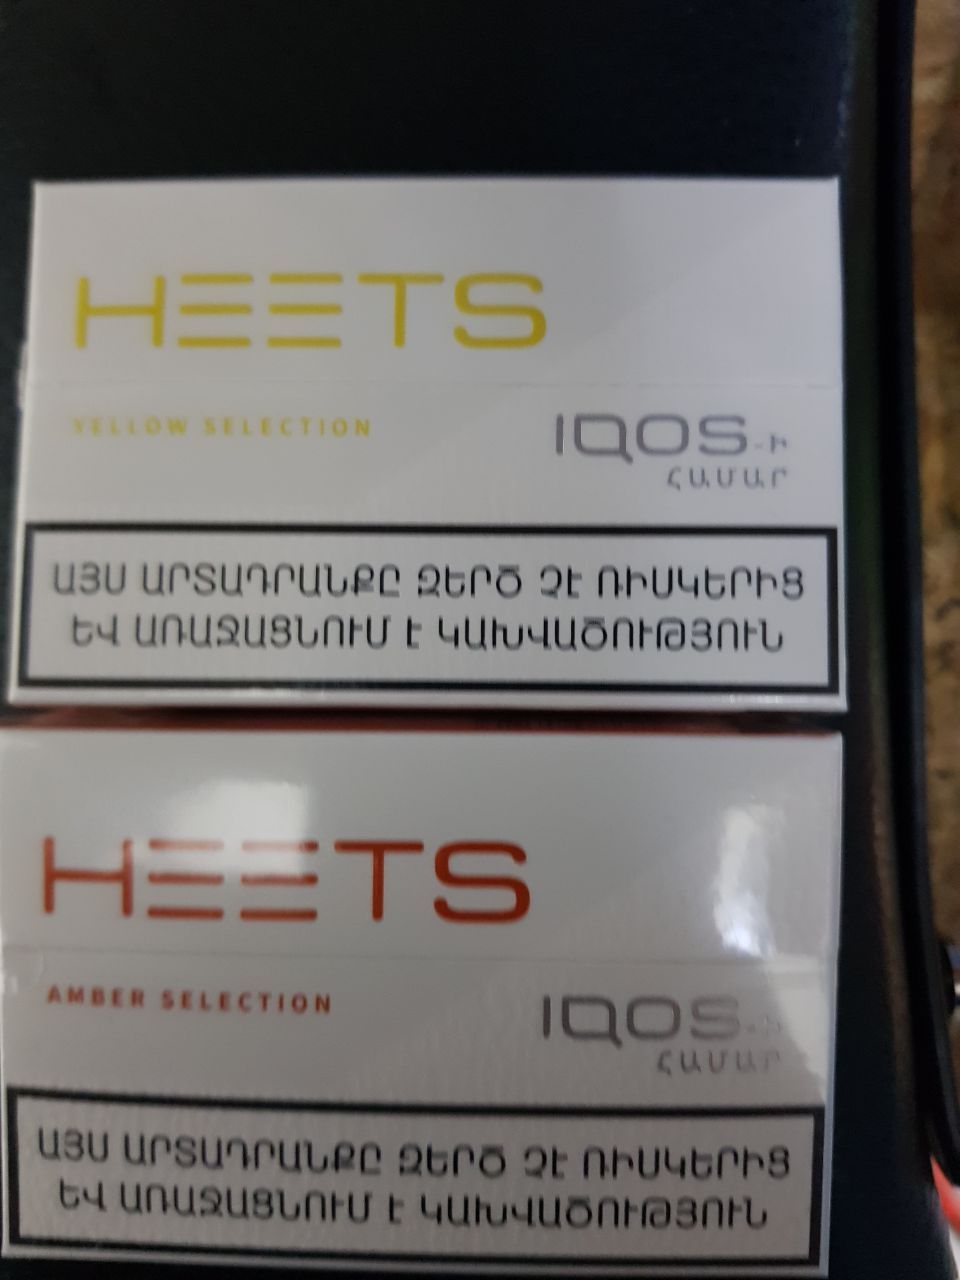 HEETS
YELLOW SELECTION
IQOS-Ի
ՀԱՄԱՐ
ԱՅՍ ԱՐՏԱԴՐԱՆՔԸ ԶԵՐԾ ՉԷ ՌԻՍԿԵՐԻՑ
ԵՎ ԱՌԱՋԱՑՆՈՒՄ Է ԿԱԽՎԱԾՈՒԹՅՈՒՆ
HEETS
AMBER SELECTION
IQOS-Ի
ՀԱՄԱՐ
ԱՅՍ ԱՐՏԱԴՐԱՆՔԸ ԶԵՐԾ ՉԷ ՌԻՍԿԵՐԻՑ
ԵՎ ԱՌԱՋԱՑՆՈՒՄ Է ԿԱԽՎԱԾՈՒԹՅՈՒՆ